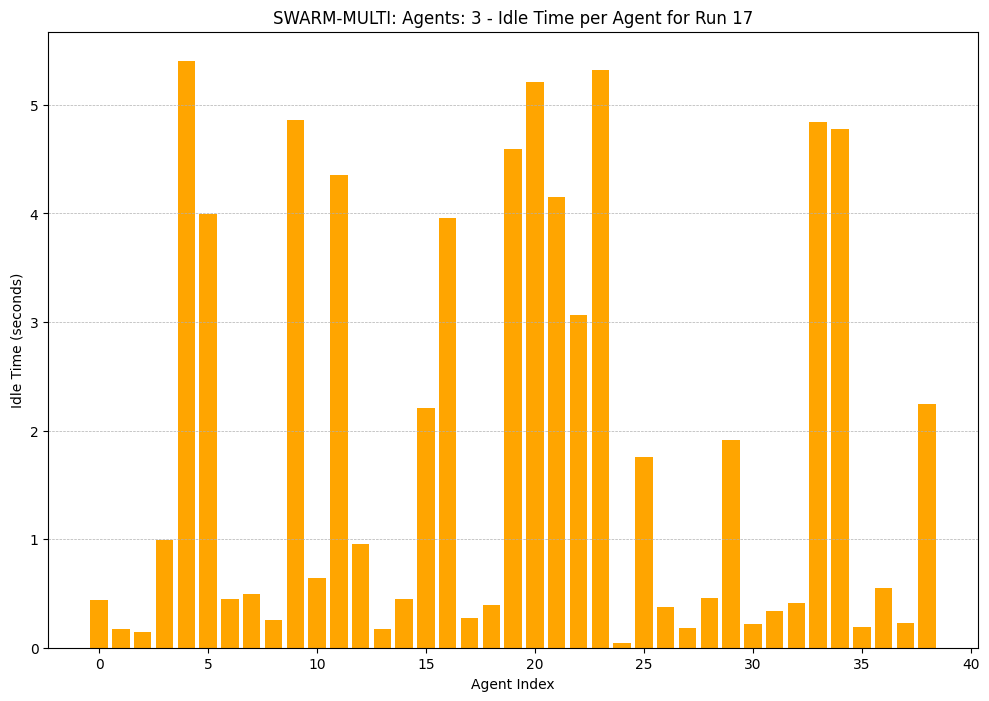 SWARM-MULTI: Agents: 3 - Idle Time per Agent for Run 17
Idle Time (seconds)
5
4
3
2
1
0
0 5 10 15 20 25 30 35 40
Agent Index